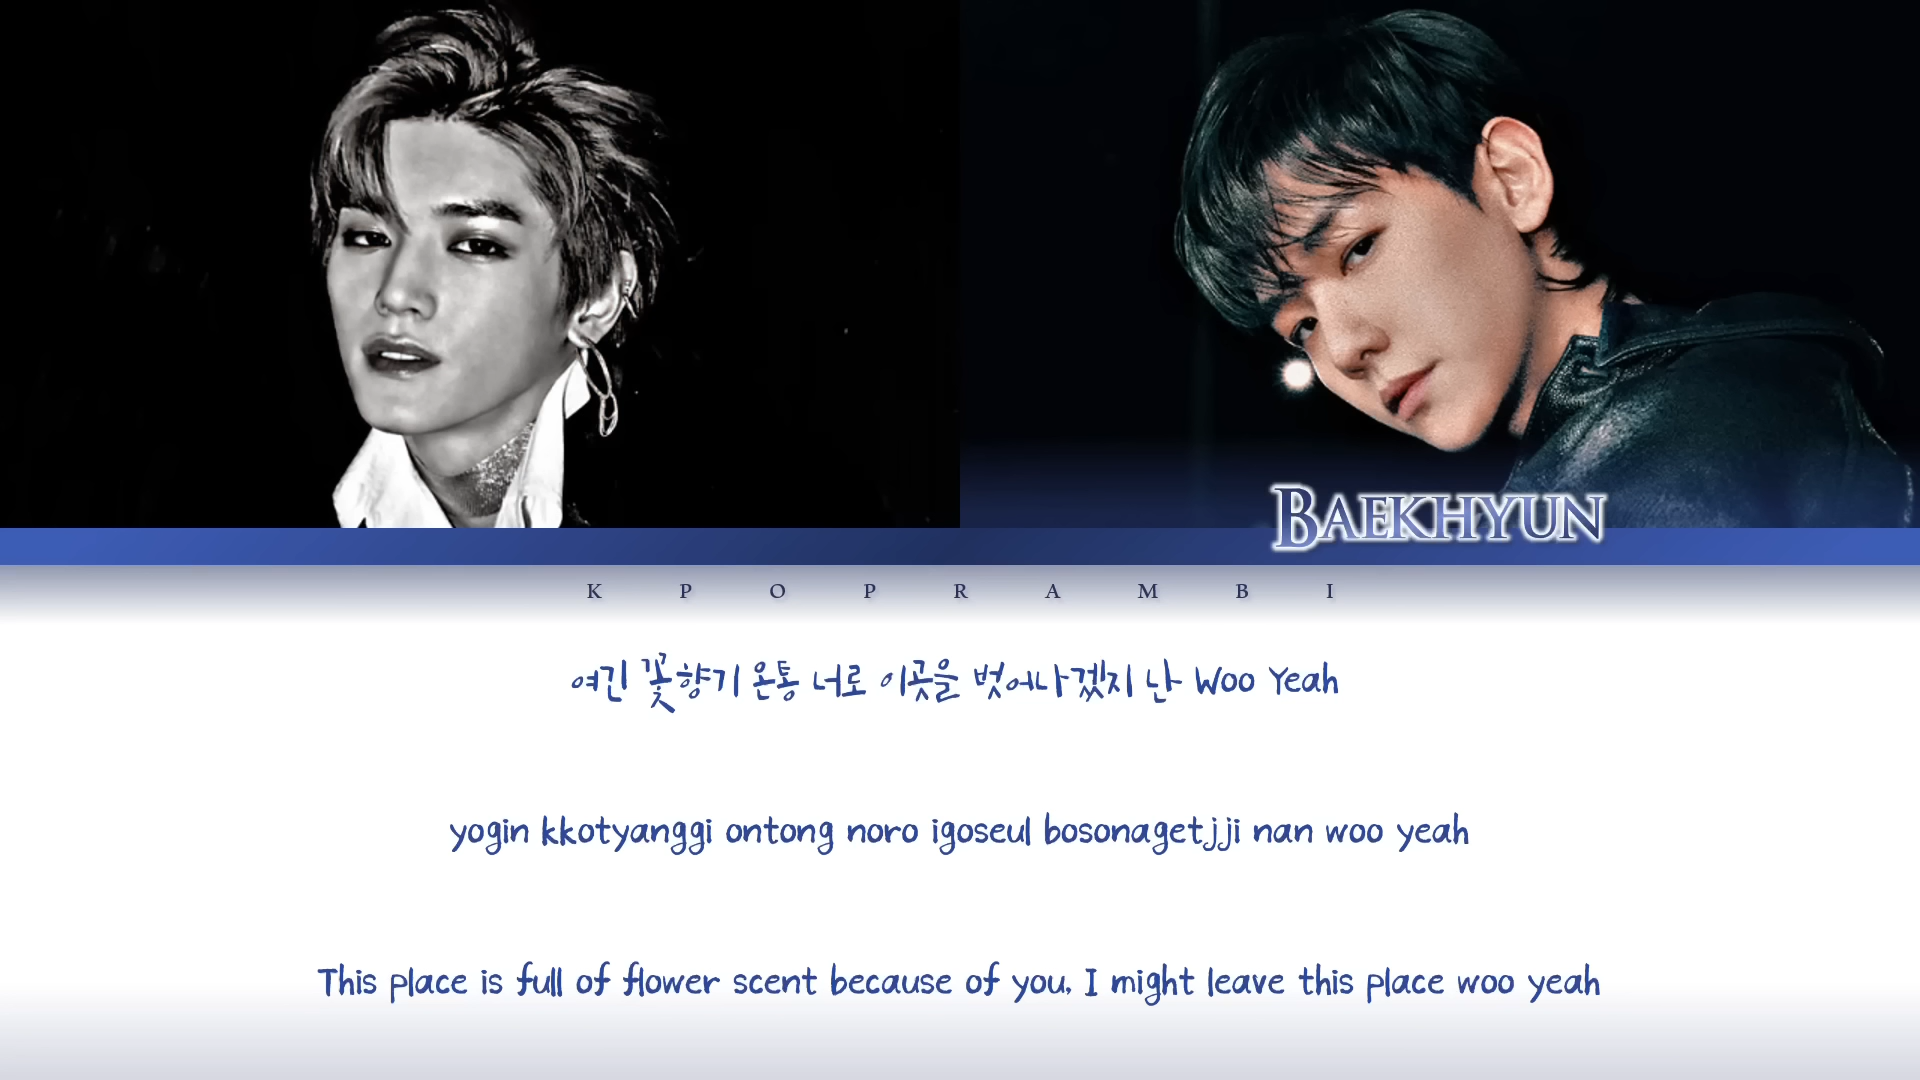 BAEKHYUN
KPOPRAMBI
여긴 꽃향기 온통 너로 이곳을 벗어나겠지 난 Woo Yeah
yogin kkotyanggi ontong noro igoseul bosonagetjji nan woo yeah
This place is full of flower scent because of you, I might leave this place woo yeah